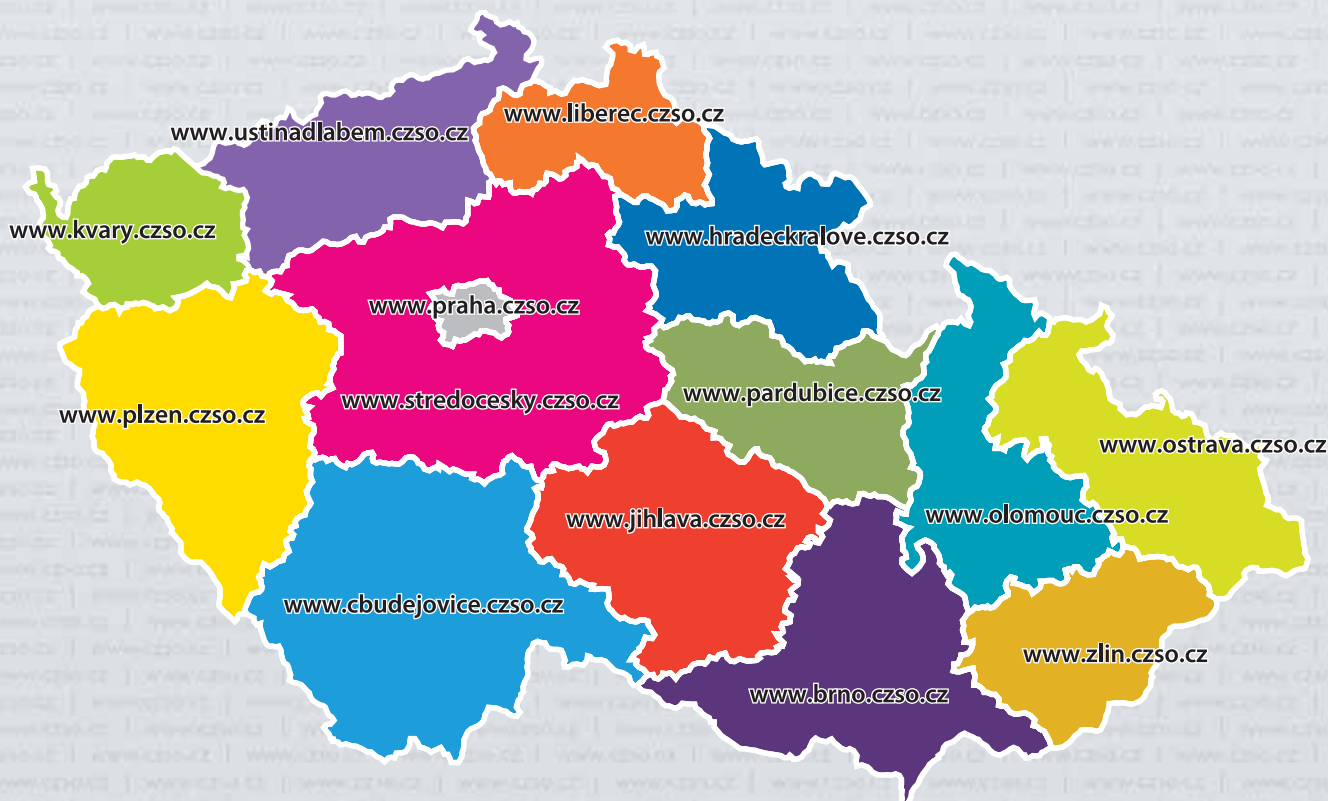 www.liberec.czso.cz
www.ustinadlabem.czso.cz
www.kvary.czso.cz
www.hradeckralove.czso.cz
www.praha.czso.cz
www.pardubice.czso.cz
www.stredocesky.czso.cz
www.plzen.czso.cz
www.ostrava.czso.cz
www.olomouc.czso.cz
www.jihlava.czso.cz
www.cbudejovice.czso.cz
www.zlin.czso.cz
www.brno.czso.cz